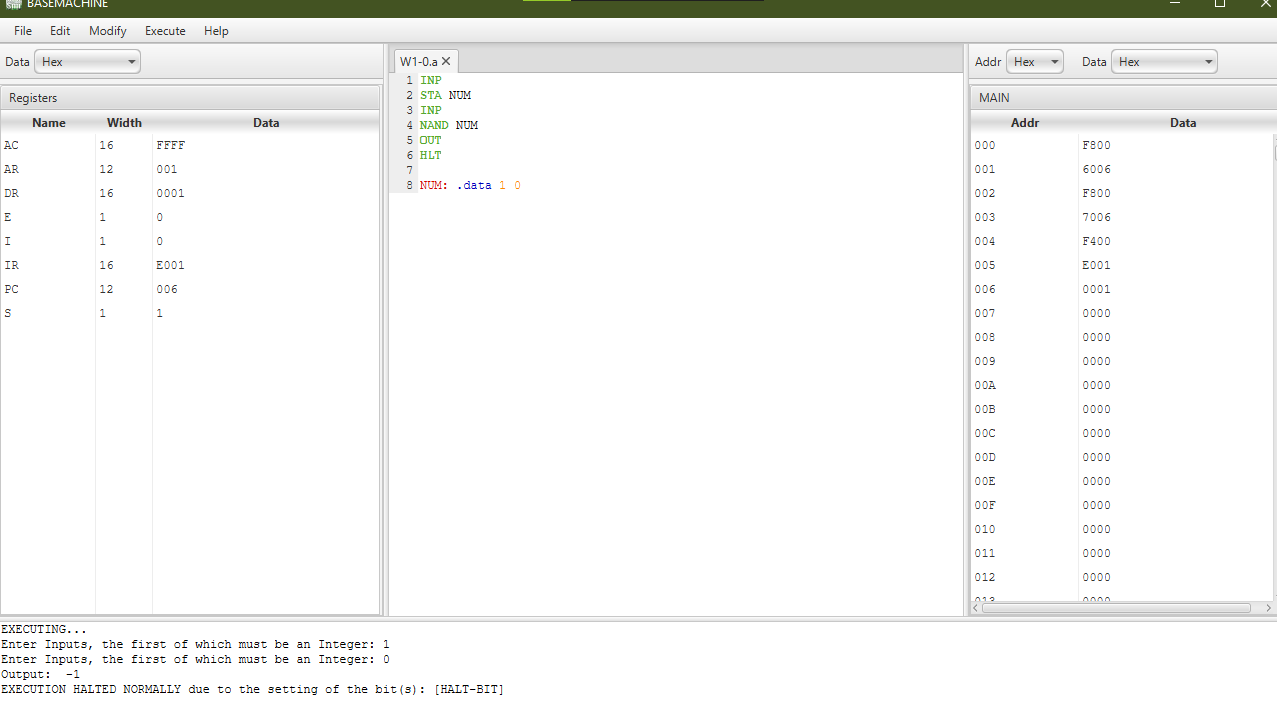 BASEMACHINE
File Edit Modify Execute Help
Data Hex
Registers
Name Width Data
AC 16 FFFF
AR 12 001
DR 16 0001
E 1 0
I 1 0
IR 16 E001
PC 12 006
S 1 1
W1-0.a
1 INP
2 STA NUM
3 INP
4 NAND NUM
5 OUT
6 HLT
7
8 NUM: .data 1 0
Addr Hex Data Hex
MAIN
Addr Data
000 F800
001 6006
002 F800
003 7006
004 F400
005 E001
006 0001
007 0000
008 0000
009 0000
00A 0000
00B 0000
00C 0000
00D 0000
00E 0000
00F 0000
010 0000
011 0000
012 0000
013 0000
EXECUTING...
Enter Inputs, the first of which must be an Integer: 1
Enter Inputs, the first of which must be an Integer: 0
Output: -1
EXECUTION HALTED NORMALLY due to the setting of the bit(s): [HALT-BIT]